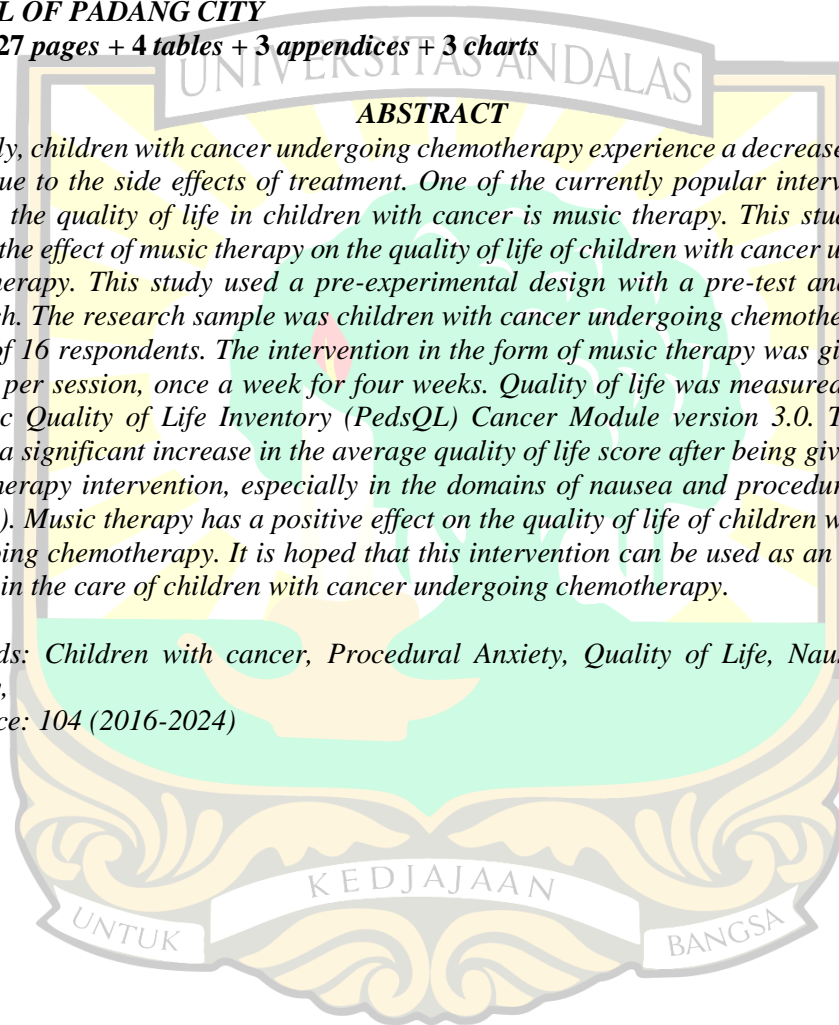 L OF PADANG CITY
27 pages + 4 tables + 3 appendices + 3 charts
UNIVERSITAS ANDALAS
ABSTRACT
ly, children with cancer undergoing chemotherapy experience a decrease
ue to the side effects of treatment. One of the currently popular interv
the quality of life in children with cancer is music therapy. This stu
the effect of music therapy on the quality of life of children with cancer u
herapy. This study used a pre-experimental design with a pre-test an
h. The research sample was children with cancer undergoing chemothe
of 16 respondents. The intervention in the form of music therapy was gi
per session, once a week for four weeks. Quality of life was measured
c Quality of Life Inventory (PedsQL) Cancer Module version 3.0. T
a significant increase in the average quality of life score after being giv
herapy intervention, especially in the domains of nausea and procedur
). Music therapy has a positive effect on the quality of life of children w
ing chemotherapy. It is hoped that this intervention can be used as an
in the care of children with cancer undergoing chemotherapy.
ds: Children with cancer, Procedural Anxiety, Quality of Life, Nau
,
ce: 104 (2016-2024)
KEDJAJAAN
UNTUK
BANGSA